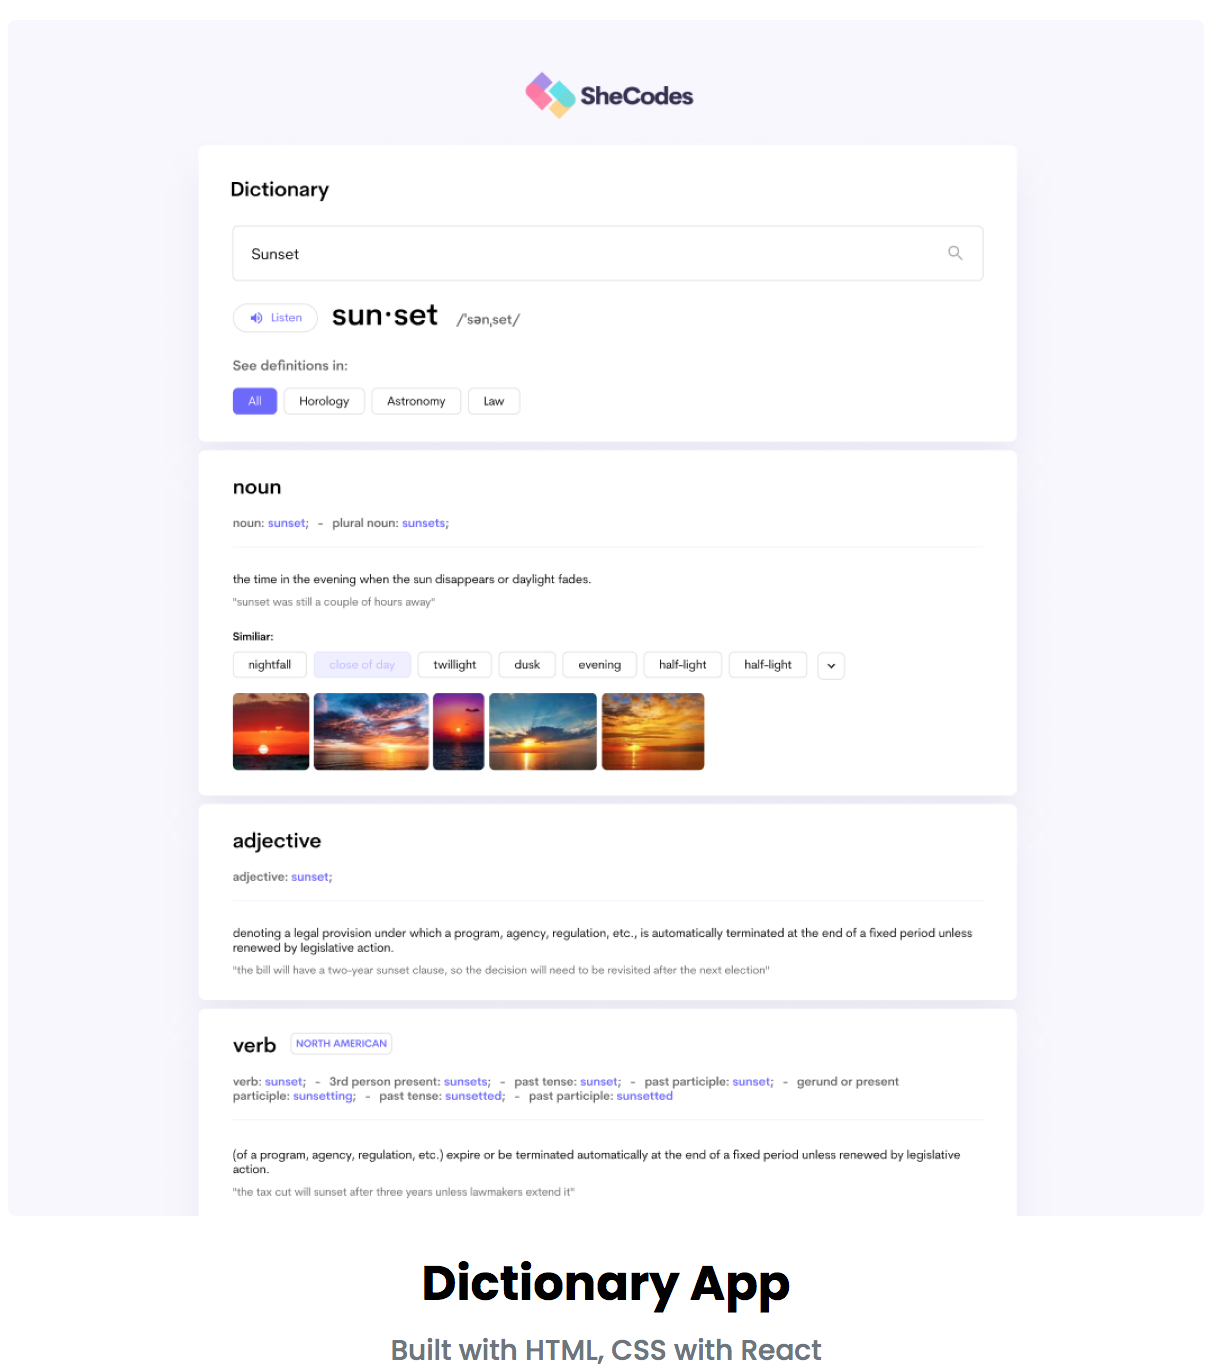 SheCodes
Dictionary
Sunset
Listen sun·set /ˈsənˌset/
See definitions in:
All Horology Astronomy Law
noun
noun: sunset; - plural noun: sunsets;
the time in the evening when the sun disappears or daylight fades.
"sunset was still a couple of hours away"
Similiar:
nightfall close of day twillight dusk evening half-light half-light
adjective
adjective: sunset;
denoting a legal provision under which a program, agency, regulation, etc., is automatically terminated at the end of a fixed period unless
renewed by legislative action.
"the bill will have a two-year sunset clause, so the decision will need to be revisited after the next election"
verb NORTH AMERICAN
verb: sunset; - 3rd person present: sunsets; - past tense: sunset; - past participle: sunset; - gerund or present
participle: sunsetting; - past tense: sunsetted; - past participle: sunsetted
(of a program, agency, regulation, etc.) expire or be terminated automatically at the end of a fixed period unless renewed by legislative
action.
"the tax cut will sunset after three years unless lawmakers extend it"
Dictionary App
Built with HTML, CSS with React